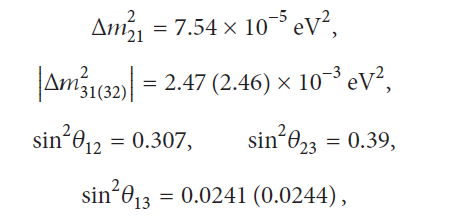 Δm²₂₁ = 7.54 × 10⁻⁵ eV²,
|Δm²₃₁₍₃₂₎| = 2.47 (2.46) × 10⁻³ eV²,
sin²θ₁₂ = 0.307, sin²θ₂₃ = 0.39,
sin²θ₁₃ = 0.0241 (0.0244),